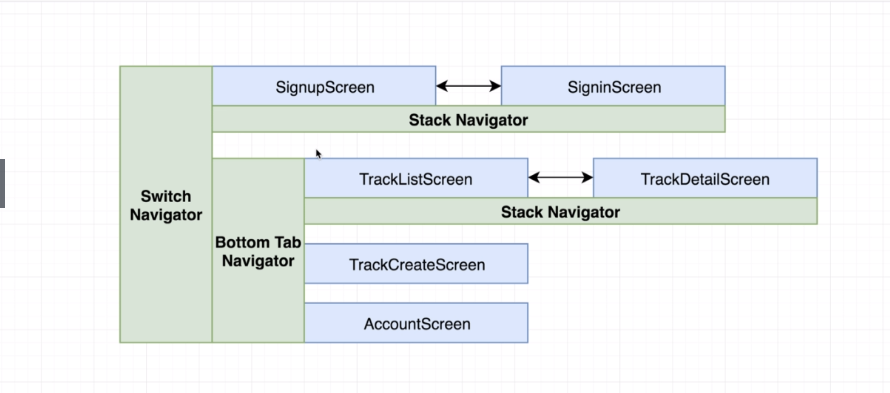 SignupScreen
SigninScreen
Stack Navigator
Switch
Navigator
TrackListScreen
TrackDetailScreen
Stack Navigator
Bottom Tab
Navigator
TrackCreateScreen
AccountScreen